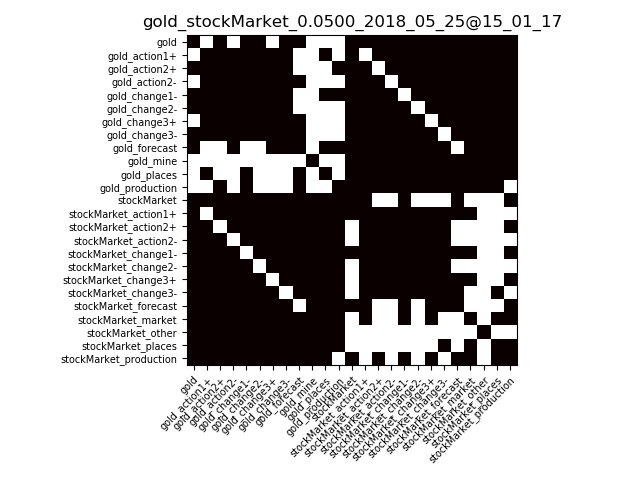 gold_stockMarket_0.0500_2018_05_25@15_01_17
gold
gold_action1+
gold_action2+
gold_action2-
gold_change1-
gold_change2-
gold_change3+
gold_change3-
gold_forecast
gold_mine
gold_places
gold_production
stockMarket
stockMarket_action1+
stockMarket_action2+
stockMarket_action2-
stockMarket_change1-
stockMarket_change2-
stockMarket_change3+
stockMarket_change3-
stockMarket_forecast
stockMarket_market
stockMarket_other
stockMarket_places
stockMarket_production
gold
gold_action1+
gold_action2+
gold_action2-
gold_change1-
gold_change2-
gold_change3+
gold_change3-
gold_forecast
gold_mine
gold_places
gold_production
stockMarket
stockMarket_action1+
stockMarket_action2+
stockMarket_action2-
stockMarket_change1-
stockMarket_change2-
stockMarket_change3+
stockMarket_change3-
stockMarket_forecast
stockMarket_market
stockMarket_other
stockMarket_places
stockMarket_production